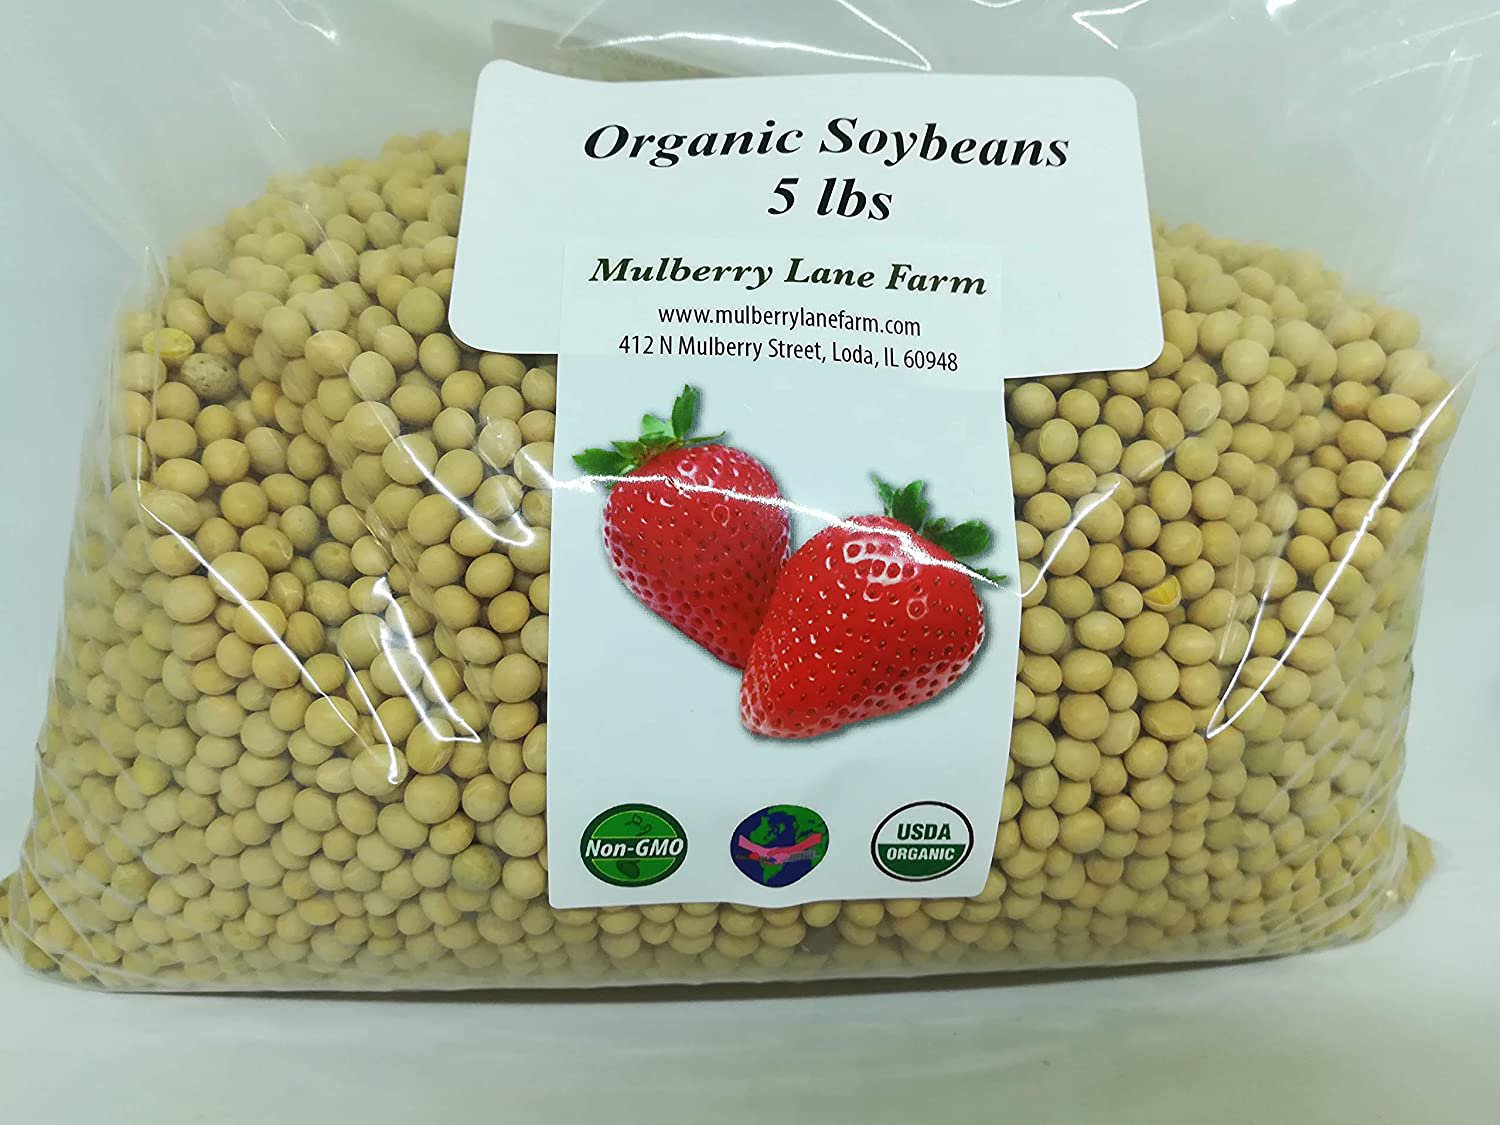 Organic Soybeans
5 lbs
Mulberry Lane Farm
www.mulberrylanefarm.com
412 N Mulberry Street, Loda, IL 60948
Non-GMO
USDA
ORGANIC